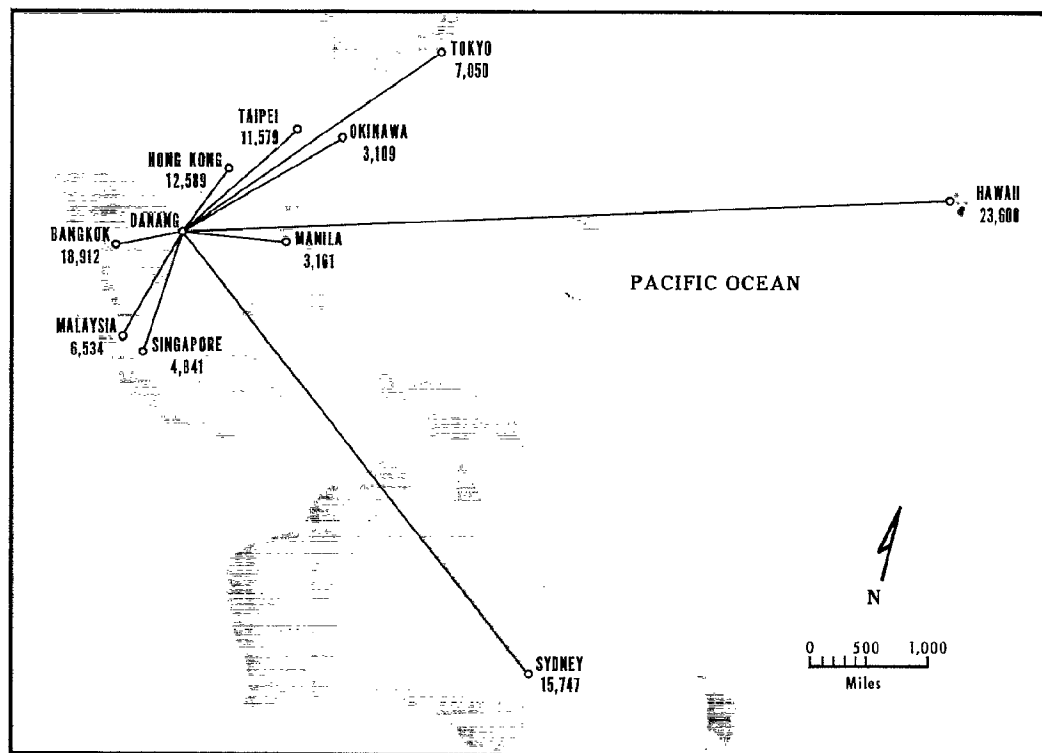 TOKYO
7,050
TAIPEI
11,579
OKINAWA
3,109
HONG KONG
12,589
HAWAII
23,608
DANANG
BANGKOK
18,912
MANILA
3,161
PACIFIC OCEAN
MALAYSIA
6,534
SINGAPORE
4,841
N
0 500 1,000
Miles
SYDNEY
15,747